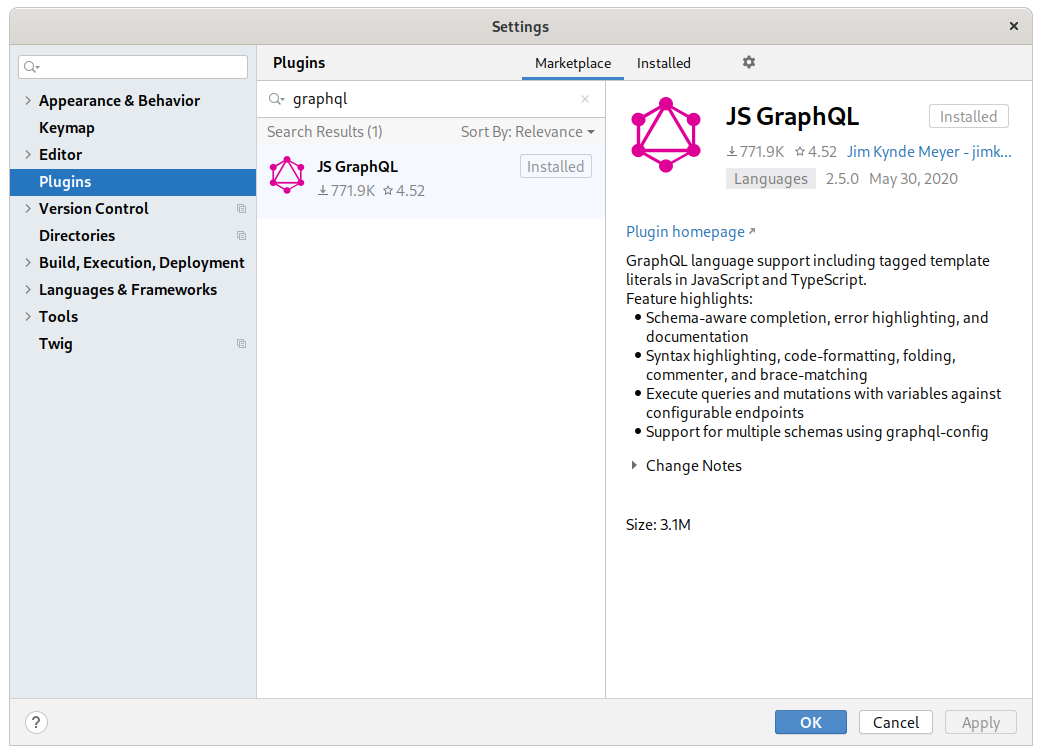 Settings
Plugins
Marketplace
Installed
Appearance & Behavior
Keymap
Editor
Plugins
Version Control
Directories
Build, Execution, Deployment
Languages & Frameworks
Tools
Twig
graphql
Search Results (1)
Sort By: Relevance
JS GraphQL
Installed
771.9K 4.52
JS GraphQL
Installed
771.9K 4.52 Jim Kynde Meyer - jimk...
Languages 2.5.0 May 30, 2020
Plugin homepage
GraphQL language support including tagged template
literals in JavaScript and TypeScript.
Feature highlights:
• Schema-aware completion, error highlighting, and
documentation
• Syntax highlighting, code-formatting, folding,
commenter, and brace-matching
• Execute queries and mutations with variables against
configurable endpoints
• Support for multiple schemas using graphql-config
Change Notes
Size: 3.1M
?
OK
Cancel
Apply